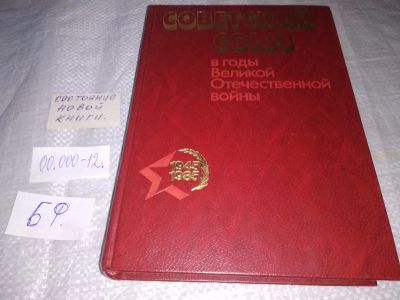 СОВЕТСКИЙ
СОЮЗ
в годы
Великой
Отечественной
войны
1945
1985
СОСТОЯНИЕ
НОВОЙ
КНИГИ.
00.000-12.
БФ.